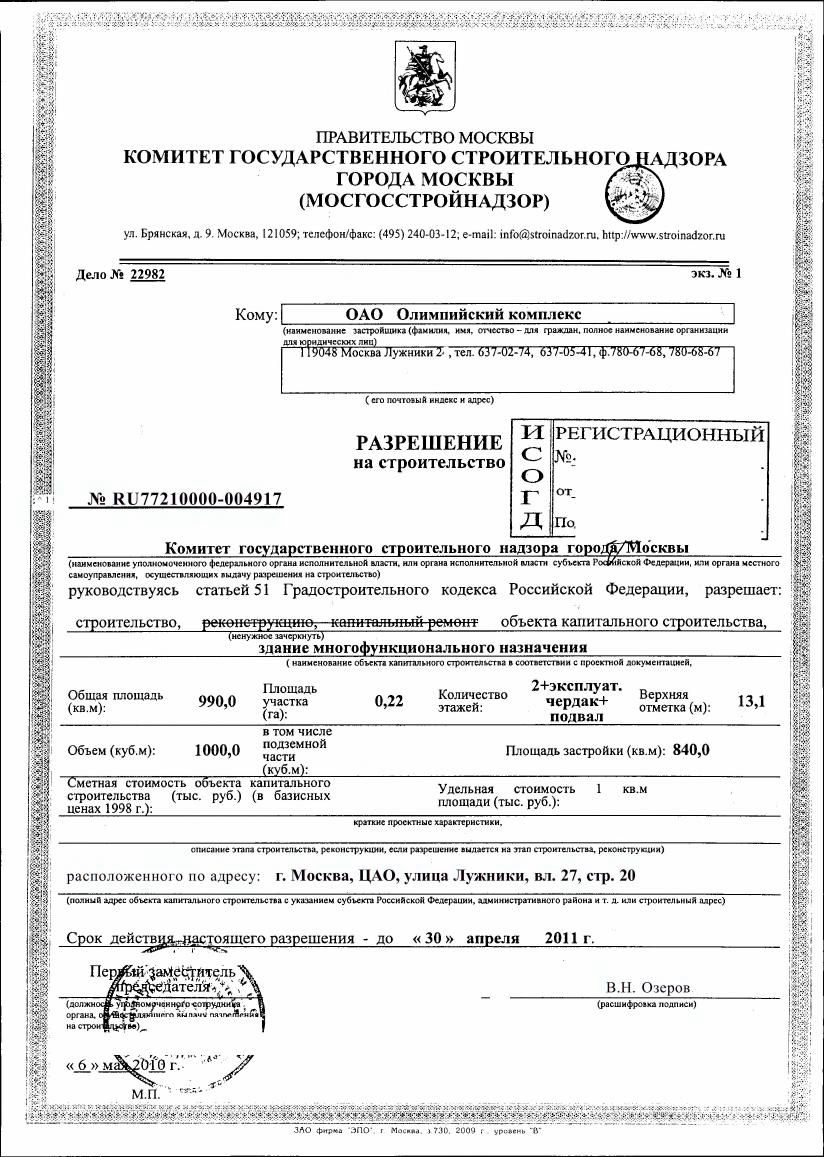 ПРАВИТЕЛЬСТВО МОСКВЫ
КОМИТЕТ ГОСУДАРСТВЕННОГО СТРОИТЕЛЬНОГО НАДЗОРА
ГОРОДА МОСКВЫ
(МОСГОССТРОЙНАДЗОР)
ул. Брянская, д. 9. Москва, 121059; телефон/факс: (495) 240-03-12; e-mail: info@stroinadzor.ru, http://www.stroinadzor.ru
Дело № 22982 экз. № 1
Кому: ОАО Олимпийский комплекс
(наименование застройщика (фамилия, имя, отчество – для граждан, полное наименование организации
для юридических лиц)
119048 Москва Лужники 2 , тел. 637-02-74, 637-05-41, ф.780-67-68, 780-68-67
( его почтовый индекс и адрес)
РАЗРЕШЕНИЕ
на строительство
ИСОГД
РЕГИСТРАЦИОННЫЙ
№
от
По
№ RU77210000-004917
Комитет государственного строительного надзора города Москвы
(наименование уполномоченного федерального органа исполнительной власти, или органа исполнительной власти субъекта Российской Федерации, или органа местного
самоуправления, осуществляющих выдачу разрешения на строительство)
руководствуясь статьей 51 Градостроительного кодекса Российской Федерации, разрешает:
строительство, реконструкцию, капитальный ремонт объекта капитального строительства,
(ненужное зачеркнуть)
здание многофункционального назначения
( наименование объекта капитального строительства в соответствии с проектной документацией,
Общая площадь (кв.м): 990,0 Площадь участка (га): 0,22 Количество этажей: 2+эксплуат. чердак+ подвал Верхняя отметка (м): 13,1
Объем (куб.м): 1000,0 в том числе подземной части (куб.м): Площадь застройки (кв.м): 840,0
Сметная стоимость объекта капитального строительства (тыс. руб.) (в базисных ценах 1998 г.): Удельная стоимость 1 кв.м площади (тыс. руб.):
краткие проектные характеристики,
описание этапа строительства, реконструкции, если разрешение выдается на этап строительства, реконструкции)
расположенного по адресу: г. Москва, ЦАО, улица Лужники, вл. 27, стр. 20
(полный адрес объекта капитального строительства с указанием субъекта Российской Федерации, административного района и т. д. или строительный адрес)
Срок действия настоящего разрешения - до « 30 » апреля 2011 г.
Первый заместитель
председателя
В.Н. Озеров
(должность уполномоченного сотрудника
органа, осуществляющего выдачу разрешения
на строительство)
(расшифровка подписи)
« 6 » мая 2010 г.
М.П.
ЗАО фирма "ЭПО", г. Москва, з.730, 2009 г., уровень "В"